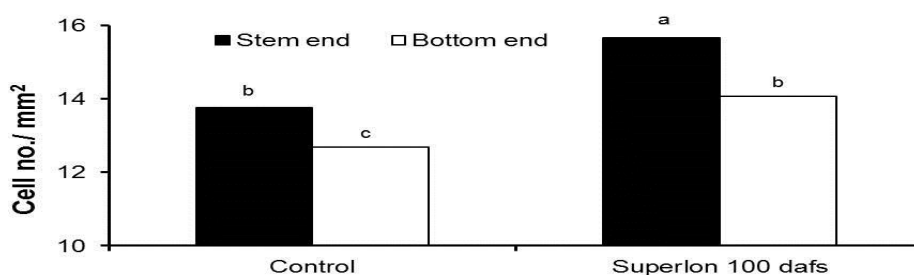 16
Stem end
Bottom end
a
14
b
b
c
12
10
Cell no./ mm²
Control
Superlon 100 dafs